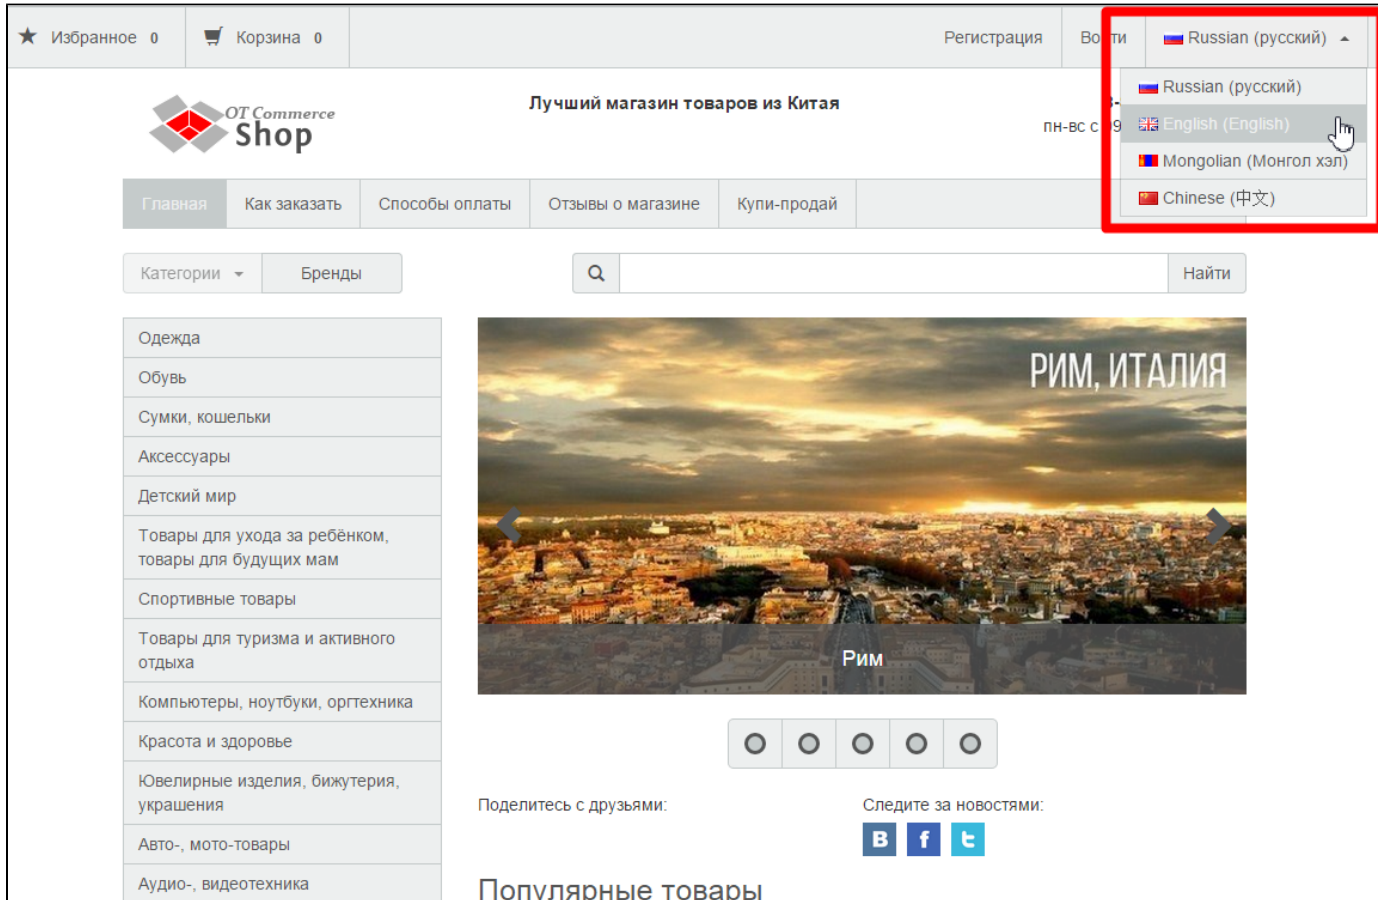 Избранное 0
Корзина 0
Регистрация
Войти
Russian (русский)
Russian (русский)
English (English)
Mongolian (Монгол хэл)
Chinese (中文)
OT Commerce
Shop
Лучший магазин товаров из Китая
пн-вс с
Главная
Как заказать
Способы оплаты
Отзывы о магазине
Купи-продай
Категории
Бренды
Найти
Одежда
Обувь
Сумки, кошельки
Аксессуары
Детский мир
Товары для ухода за ребёнком,
товары для будущих мам
Спортивные товары
Товары для туризма и активного
отдыха
Компьютеры, ноутбуки, оргтехника
Красота и здоровье
Ювелирные изделия, бижутерия,
украшения
Авто-, мото-товары
Аудио-, видеотехника
РИМ, ИТАЛИЯ
Рим
Поделитесь с друзьями:
Следите за новостями:
Популярные товары